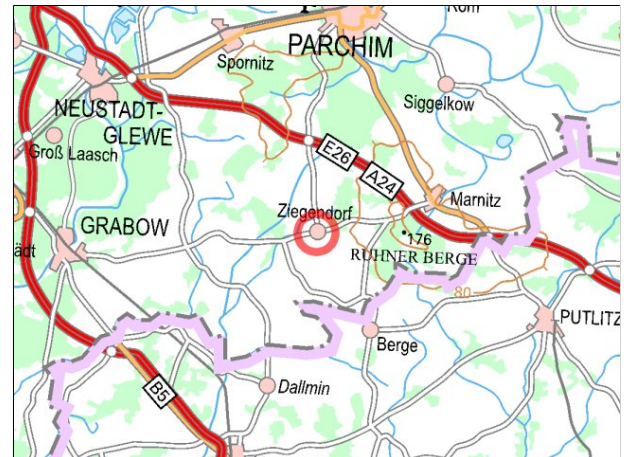 PARCHIM
Spornitz
Siggelkow
NEUSTADT-
GLEWE
Groß Laasch
E26
A24
Marnitz
Ziegendorf
GRABOW
176
RUHNER BERGE
80
PUTLITZ
Berge
Dallmin
B5